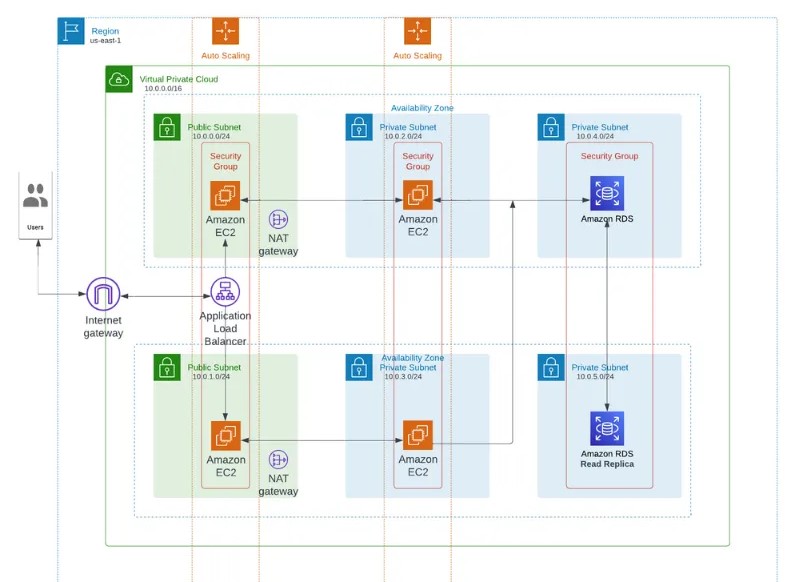 Region
us-east-1
Auto Scaling
Auto Scaling
Virtual Private Cloud
10.0.0.0/16
Availability Zone
Public Subnet
10.0.0.0/24
Private Subnet
10.0.2.0/24
Private Subnet
10.0.4.0/24
Security
Group
Security
Group
Security Group
Amazon
EC2
NAT
gateway
Amazon
EC2
Amazon RDS
Users
Internet
gateway
Application
Load
Balancer
Availability Zone
Public Subnet
10.0.1.0/24
Private Subnet
10.0.3.0/24
Private Subnet
10.0.5.0/24
Amazon
EC2
NAT
gateway
Amazon
EC2
Amazon RDS
Read Replica